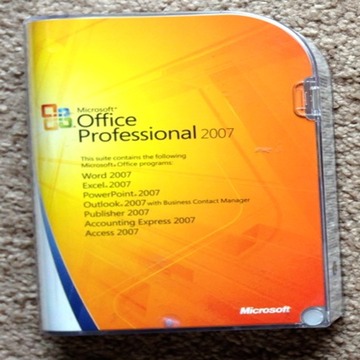 Microsoft®
Office
Professional 2007
This suite contains the following
Microsoft® Office programs:
Word 2007
Excel® 2007
PowerPoint® 2007
Outlook® 2007 with Business Contact Manager
Publisher 2007
Accounting Express 2007
Access 2007
Microsoft